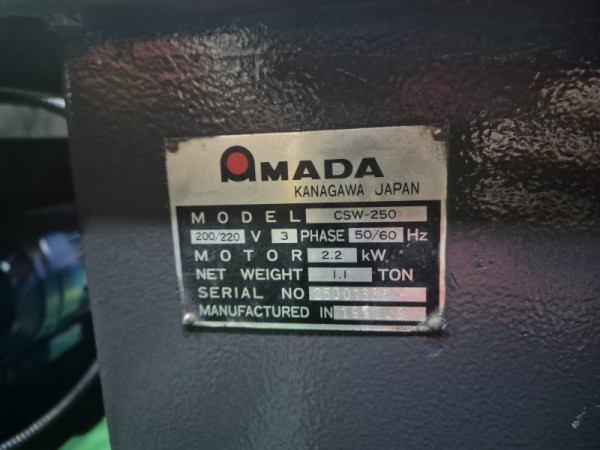 AMADA
KANAGAWA JAPAN
MODEL CSW-250
200/220 V 3 PHASE 50/60 Hz
MOTOR 2.2 kW
NET WEIGHT 1.1 TON
SERIAL NO
MANUFACTURED IN